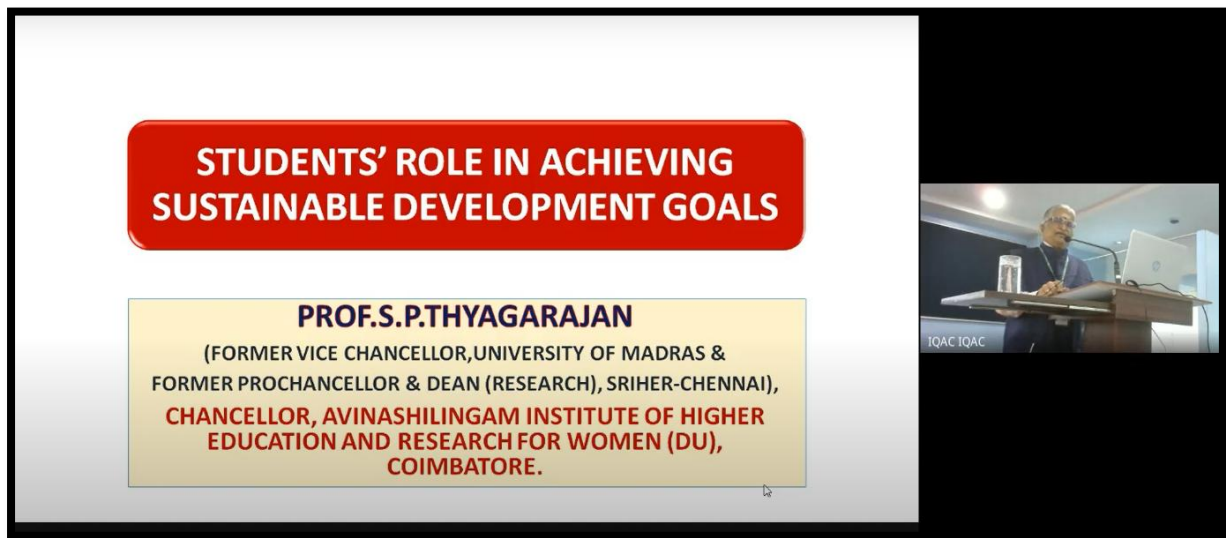 STUDENTS' ROLE IN ACHIEVING
SUSTAINABLE DEVELOPMENT GOALS
PROF.S.P.THYAGARAJAN
(FORMER VICE CHANCELLOR,UNIVERSITY OF MADRAS &
FORMER PROCHANCELLOR & DEAN (RESEARCH), SRIHER-CHENNAI),
CHANCELLOR, AVINASHILINGAM INSTITUTE OF HIGHER
EDUCATION AND RESEARCH FOR WOMEN (DU),
COIMBATORE.
IQAC IQAC